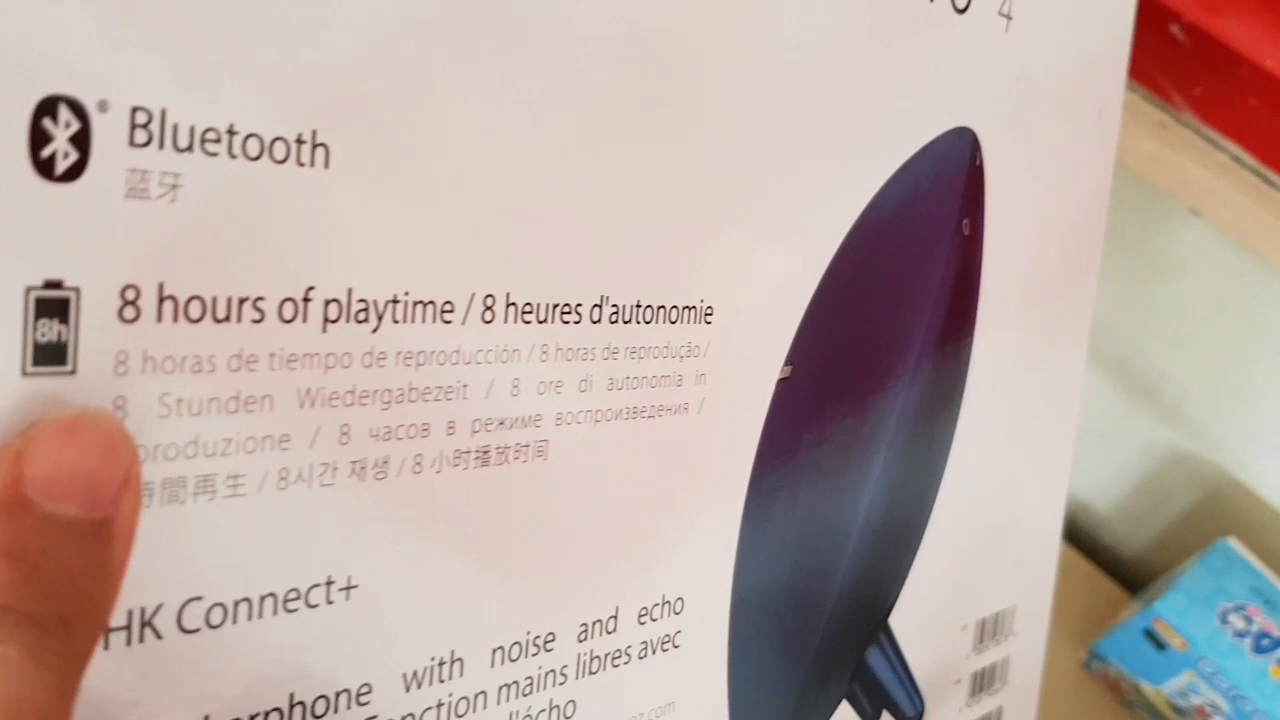 4
Bluetooth
蓝牙
8h
8 hours of playtime / 8 heures d'autonomie
8 horas de tiempo de reproducción / 8 horas de reprodução /
8 Stunden Wiedergabezeit / 8 ore di autonomia in
produzione / 8 часов в режиме воспроизведения /
時間再生 / 8시간 재생 / 8 小时播放时间
HK Connect+
with noise and echo
mains libres avec
d'écho